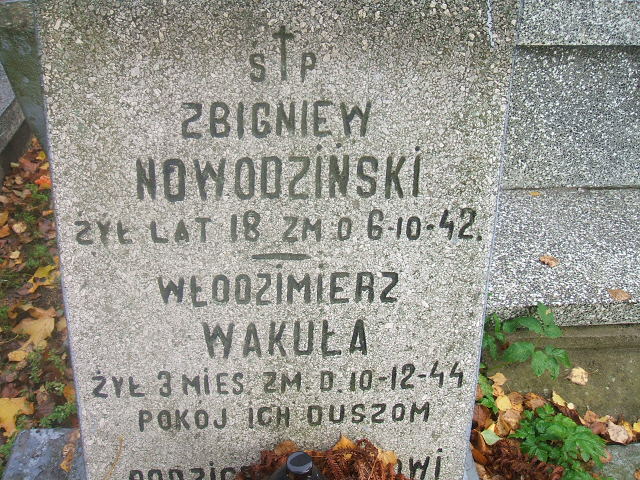 Ś P
ZBIGNIEW
NOWODZIŃSKI
ŻYŁ LAT 18 ZM D 6-10-42.
WŁODZIMIERZ
WAKUŁA
ŻYŁ 3 MIES. ZM. D. 10-12-44
POKOJ ICH DUSZOM